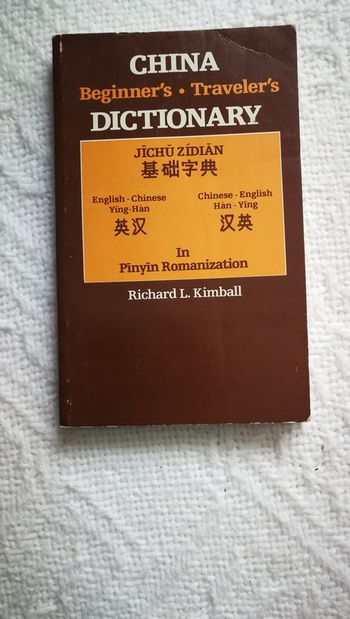 CHINA
Beginner's • Traveler's
DICTIONARY
JĪCHǓ ZÍDIǍN
基础字典
English - Chinese
Yīng-Hàn
英汉
Chinese - English
Hàn - Yīng
汉英
In
Pīnyīn Romanization
Richard L. Kimball